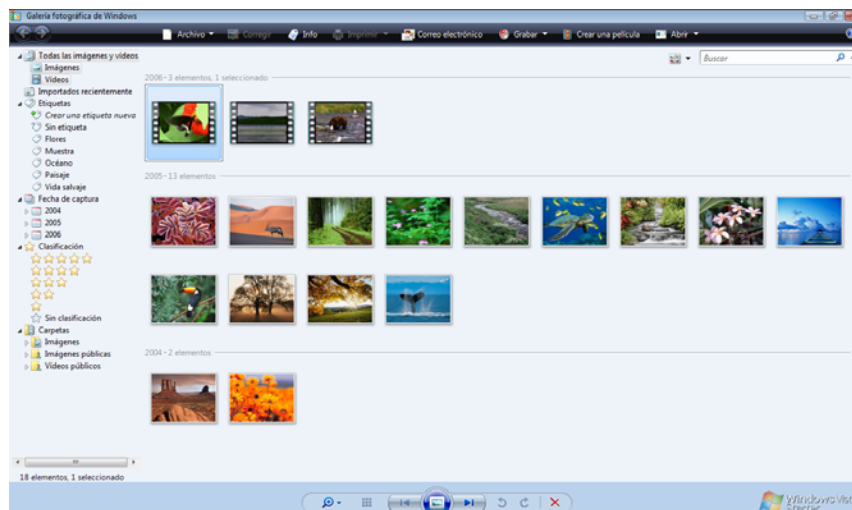 Galería fotográfica de Windows
Archivo Corregir Info Imprimir Correo electrónico Grabar Crear una película Abrir
Todas las imágenes y vídeos
Imágenes
Vídeos
Importados recientemente
Etiquetas
Crear una etiqueta nueva
Sin etiqueta
Flores
Muestra
Océano
Paisaje
Vida salvaje
Fecha de captura
2004
2005
2006
Clasificación
Sin clasificación
Carpetas
Imágenes
Imágenes públicas
Vídeos públicos
18 elementos, 1 seleccionado
Buscar
2006 - 3 elementos, 1 seleccionado
2005 - 13 elementos
2004 - 2 elementos
Windows Vista
Starter